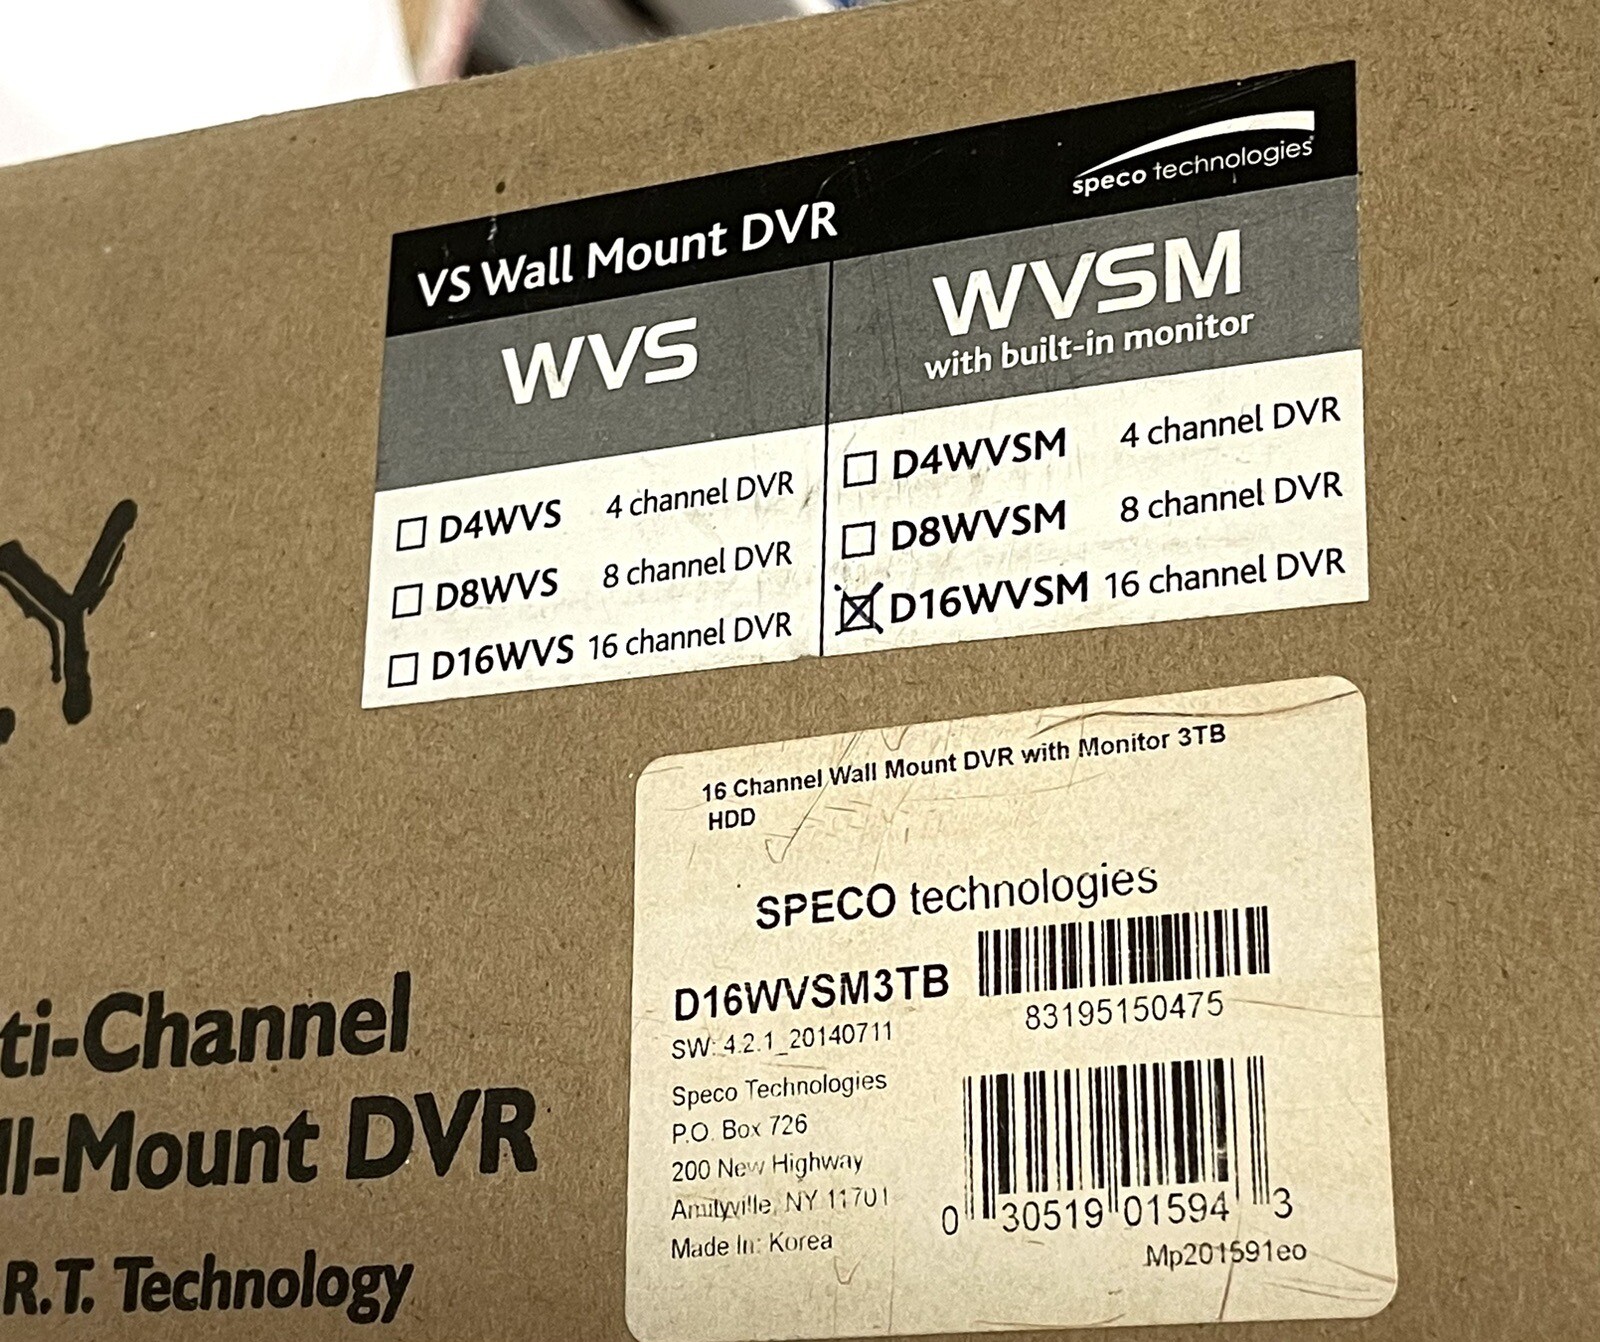 speco technologies
VS Wall Mount DVR
WVS
WVSM
with built-in monitor
D4WVS 4 channel DVR
D8WVS 8 channel DVR
D16WVS 16 channel DVR
D4WVSM 4 channel DVR
D8WVSM 8 channel DVR
D16WVSM 16 channel DVR
Y
ti-Channel
ll-Mount DVR
R.T. Technology
16 Channel Wall Mount DVR with Monitor 3TB
HDD
SPECO technologies
D16WVSM3TB
83195150475
SW: 4.2.1_20140711
Speco Technologies
P.O. Box 726
200 New Highway
Amityville, NY 11701
Made In: Korea
0 30519 01594 3
Mp201591eo